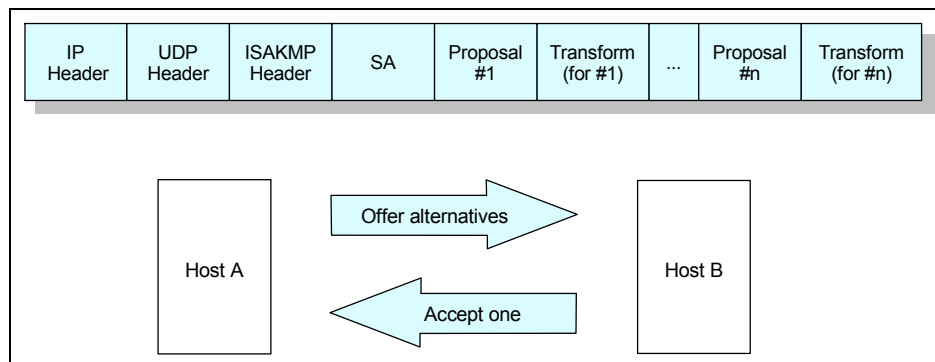 IP Header
UDP Header
ISAKMP Header
SA
Proposal #1
Transform (for #1)
...
Proposal #n
Transform (for #n)
Offer alternatives
Host A
Host B
Accept one